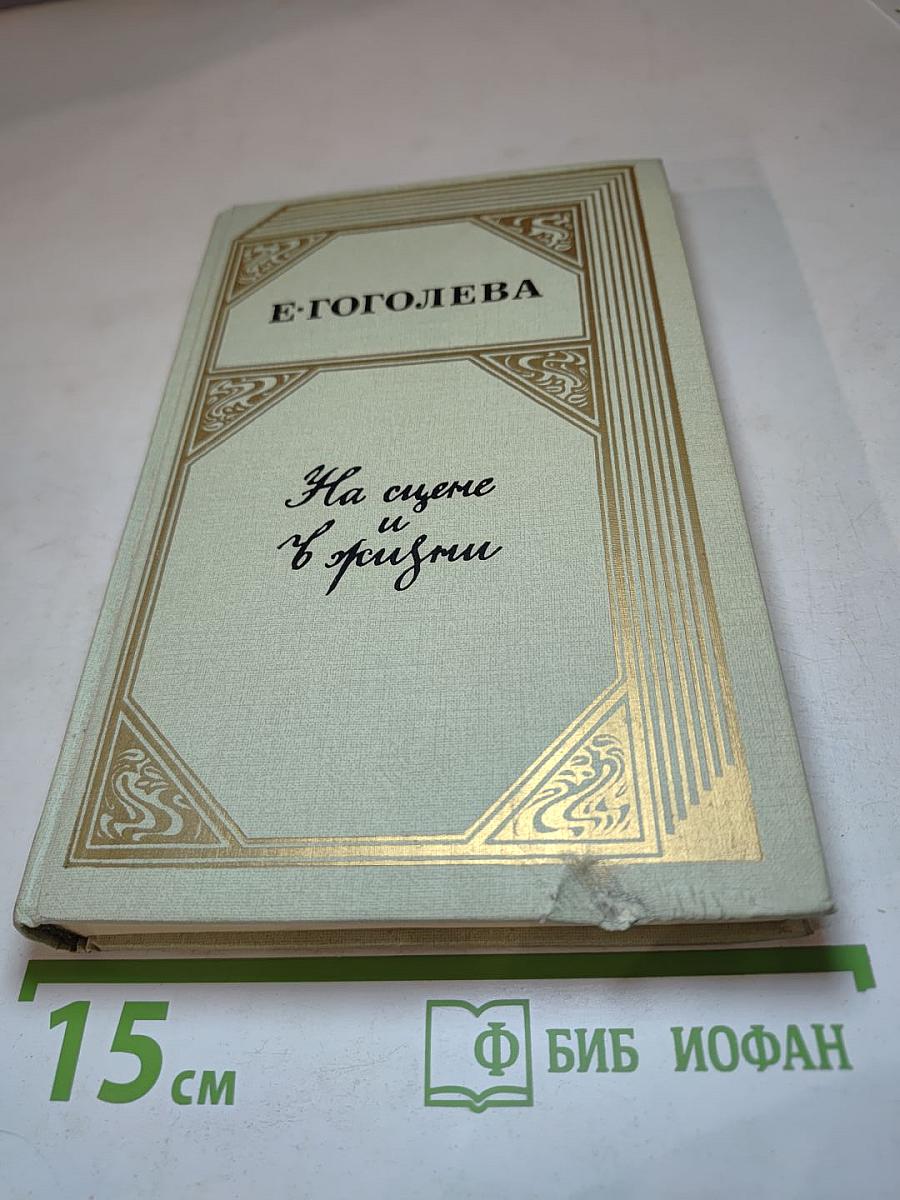 Е·ГОГОЛЕВА
На сцене
и
в жизни
15 см
Ф БИБ ИОФАН